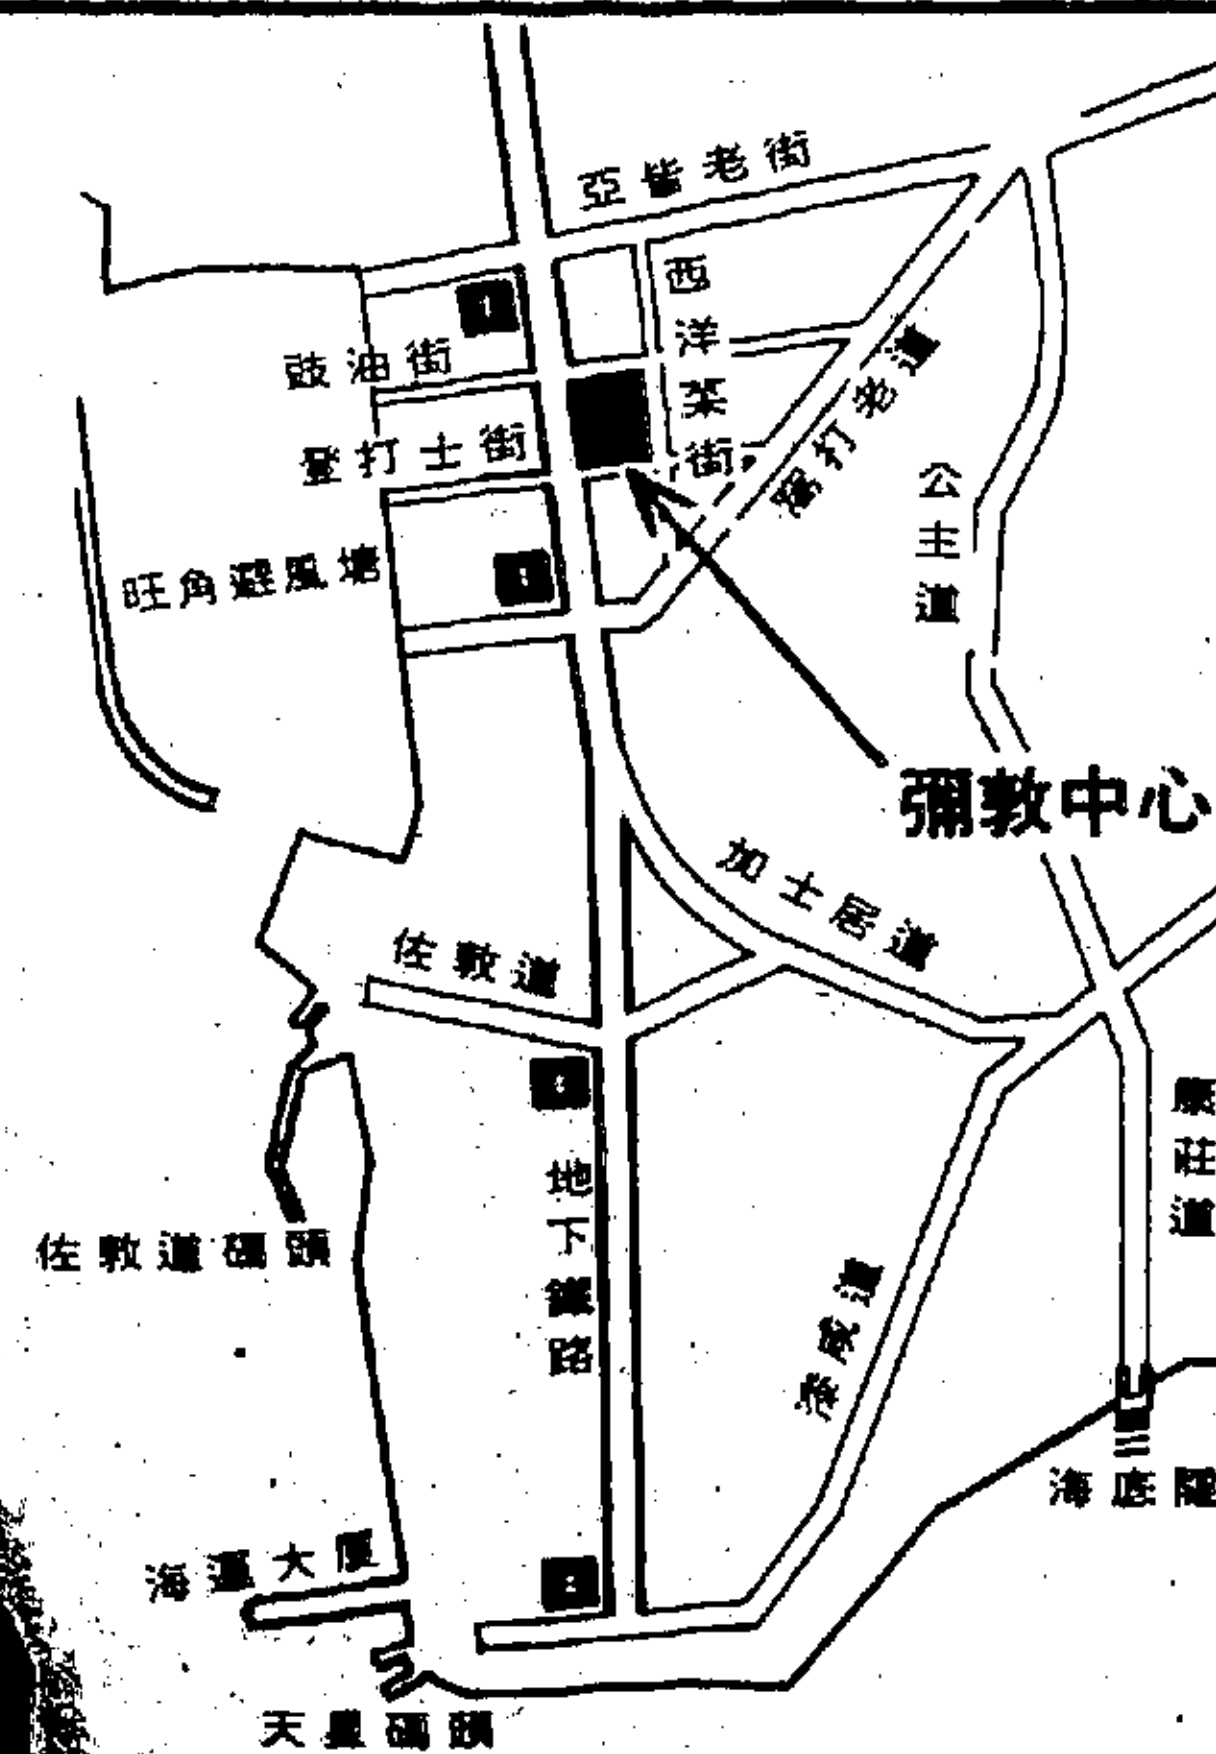 亞皆老街
西洋菜街
豉油街
登打士街
窩打老道
公主道
旺角避風塘
彌敦中心
加士居道
佐敦道
康莊道
地下鐵路
佐敦道碼頭
漆咸道
海底隧
海運大廈
天星碼頭